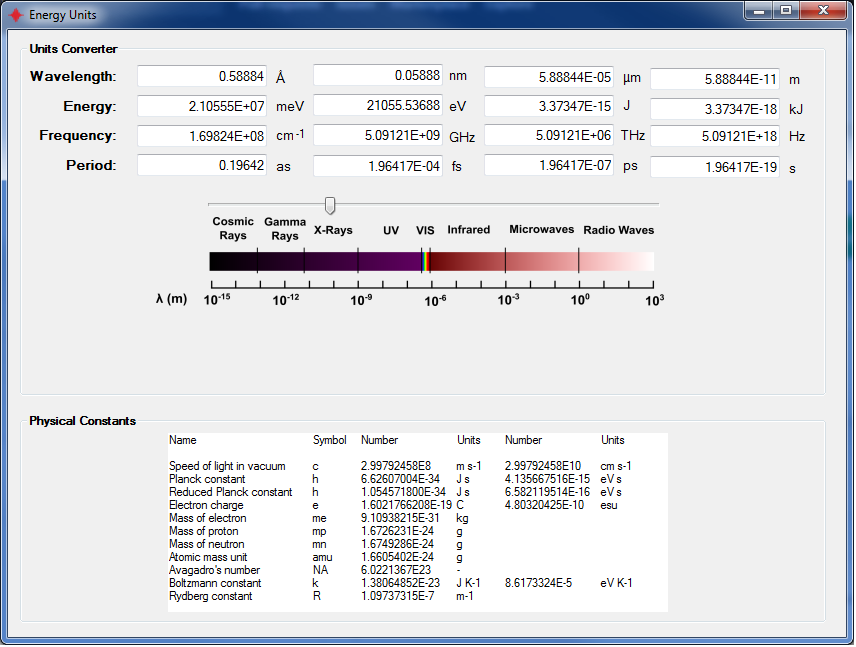 Energy Units
Units Converter
Wavelength: 0.58884 Å 0.05888 nm 5.88844E-05 µm 5.88844E-11 m
Energy: 2.10555E+07 meV 21055.53688 eV 3.37347E-15 J 3.37347E-18 kJ
Frequency: 1.69824E+08 cm-1 5.09121E+09 GHz 5.09121E+06 THz 5.09121E+18 Hz
Period: 0.19642 as 1.96417E-04 fs 1.96417E-07 ps 1.96417E-19 s
Cosmic Rays Gamma Rays X-Rays UV VIS Infrared Microwaves Radio Waves
λ (m) 10-15 10-12 10-9 10-6 10-3 100 103
Physical Constants
Name Symbol Number Units Number Units
Speed of light in vacuum c 2.99792458E8 m s-1 2.99792458E10 cm s-1
Planck constant h 6.62607004E-34 J s 4.135667516E-15 eV s
Reduced Planck constant h 1.054571800E-34 J s 6.582119514E-16 eV s
Electron charge e 1.6021766208E-19 C 4.80320425E-10 esu
Mass of electron me 9.10938215E-31 kg
Mass of proton mp 1.6726231E-24 g
Mass of neutron mn 1.6749286E-24 g
Atomic mass unit amu 1.6605402E-24 g
Avagadro's number NA 6.0221367E23 -
Boltzmann constant k 1.38064852E-23 J K-1 8.6173324E-5 eV K-1
Rydberg constant R 1.09737315E-7 m-1